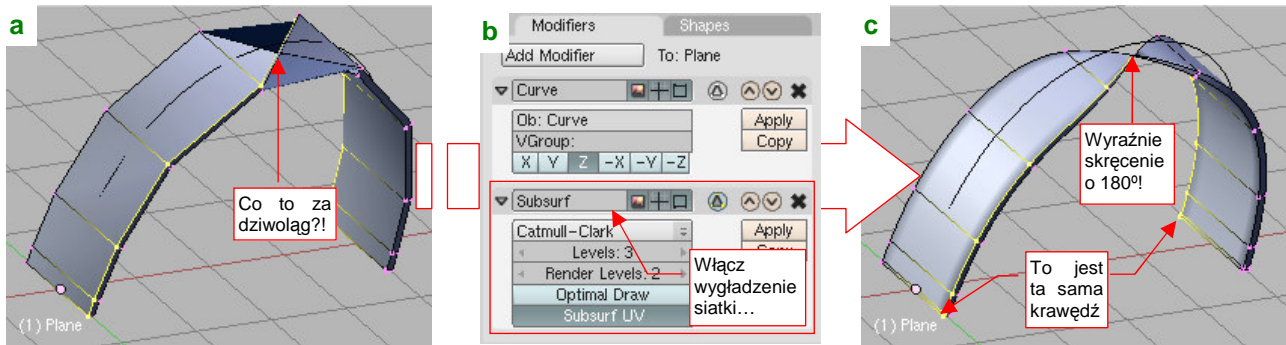 a
Co to za
dziwoląg?!
(1) Plane
b
Modifiers
Shapes
Add Modifier
To: Plane
Curve
Ob: Curve
Apply
VGroup:
Copy
X Y Z -X -Y -Z
Subsurf
Catmull-Clark
Apply
Levels: 3
Render Levels: 2
Optimal Draw
Subsurf UV
Włącz
wygładzenie
siatki…
c
Wyraźnie
skręcenie
o 180º!
To jest
ta sama
krawędź
(1) Plane